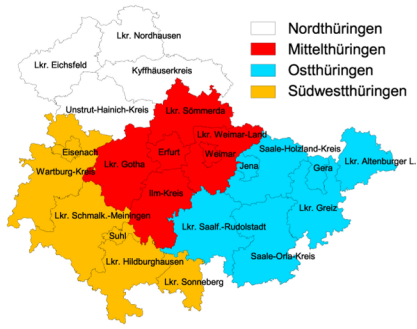 Nordthüringen
Mittelthüringen
Ostthüringen
Südwestthüringen
Lkr. Nordhausen
Lkr. Eichsfeld
Kyffhäuserkreis
Unstrut-Hainich-Kreis
Lkr. Sömmerda
Lkr. Weimar-Land
Eisenach
Erfurt
Weimar
Saale-Holzland-Kreis
Lkr. Gotha
Jena
Gera
Lkr. Altenburger L.
Wartburg-Kreis
Ilm-Kreis
Lkr. Greiz
Lkr. Schmalk.-Meiningen
Lkr. Saalf.-Rudolstadt
Suhl
Saale-Orla-Kreis
Lkr. Hildburghausen
Lkr. Sonneberg